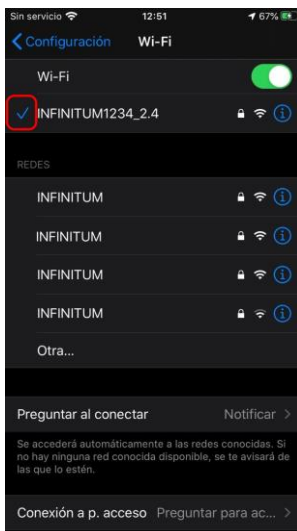 Sin servicio 12:51 67%
Configuración Wi-Fi
Wi-Fi
INFINITUM1234_2.4
REDES
INFINITUM
INFINITUM
INFINITUM
INFINITUM
Otra...
Preguntar al conectar Notificar
Se accederá automáticamente a las redes conocidas. Si
no hay ninguna red conocida disponible, se te avisará de
las que lo estén.
Conexión a p. acceso Preguntar para ac...